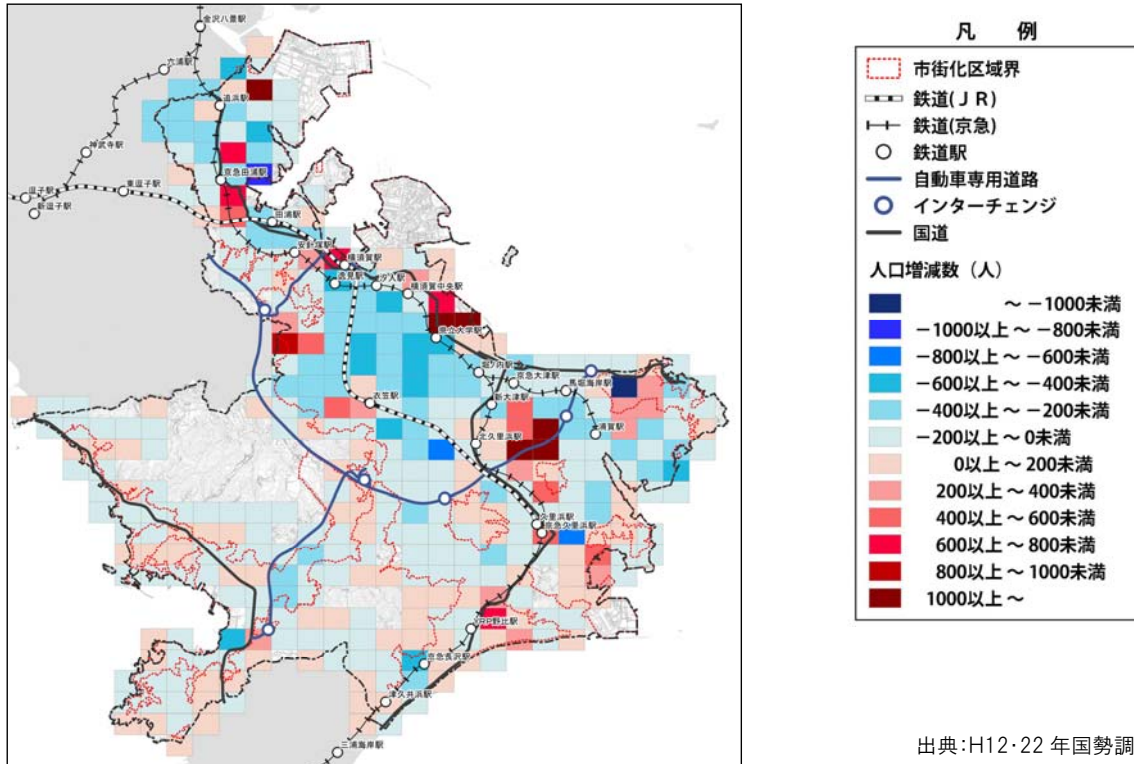 金沢八景駅
六浦駅
追浜駅
神武寺駅
京急田浦駅
逗子駅
東逗子駅
新逗子駅
田浦駅
安針塚駅
横須賀駅
逸見駅
汐入駅
横須賀中央駅
県立大学駅
堀ノ内駅
京急大津駅
馬堀海岸駅
衣笠駅
新大津駅
浦賀駅
北久里浜駅
久里浜駅
京急久里浜駅
YRP野比駅
京急長沢駅
津久井浜駅
三浦海岸駅
凡 例
市街化区域界
鉄道(ＪＲ)
鉄道(京急)
鉄道駅
自動車専用道路
インターチェンジ
国道
人口増減数（人）
～－1000未満
－1000以上～－800未満
－800以上～－600未満
－600以上～－400未満
－400以上～－200未満
－200以上～0未満
0以上～200未満
200以上～400未満
400以上～600未満
600以上～800未満
800以上～1000未満
1000以上～
出典:H12･22 年国勢調